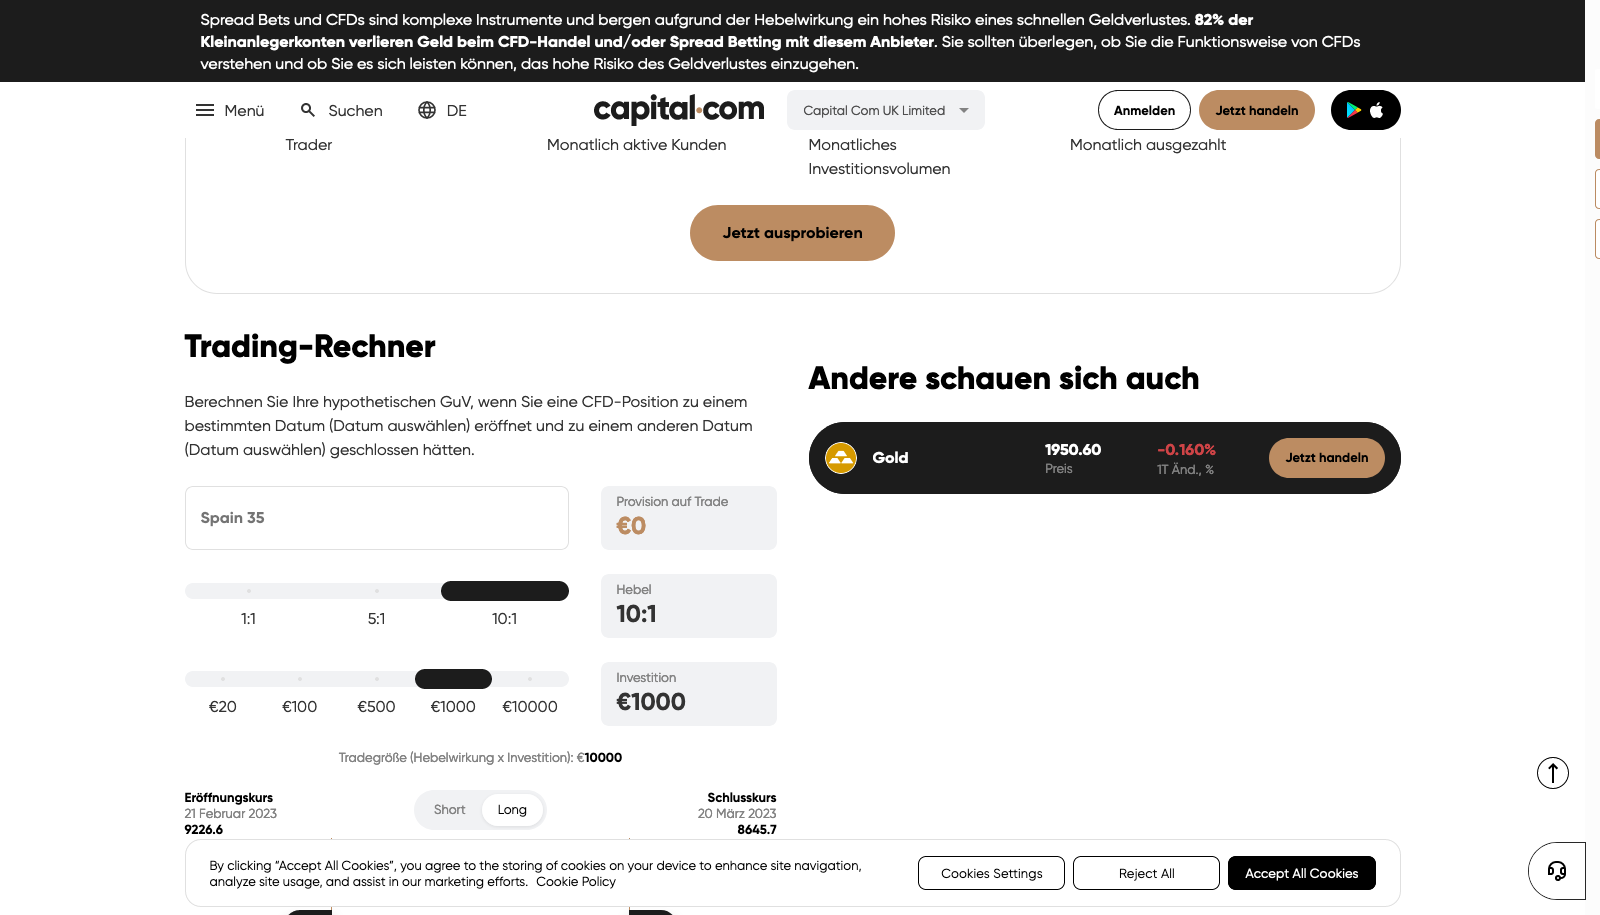 Spread Bets und CFDs sind komplexe Instrumente und bergen aufgrund der Hebelwirkung ein hohes Risiko eines schnellen Geldverlustes. 82% der
Kleinanlegerkonten verlieren Geld beim CFD-Handel und/oder Spread Betting mit diesem Anbieter. Sie sollten überlegen, ob Sie die Funktionsweise von CFDs
verstehen und ob Sie es sich leisten können, das hohe Risiko des Geldverlustes einzugehen.
Menü
Suchen
DE
capital.com
Capital Com UK Limited
Anmelden
Jetzt handeln
Trader
Monatlich aktive Kunden
Monatliches
Investitionsvolumen
Monatlich ausgezahlt
Jetzt ausprobieren
Trading-Rechner
Berechnen Sie Ihre hypothetischen GuV, wenn Sie eine CFD-Position zu einem
bestimmten Datum (Datum auswählen) eröffnet und zu einem anderen Datum
(Datum auswählen) geschlossen hätten.
Spain 35
Provision auf Trade
€0
1:1
5:1
10:1
Hebel
10:1
€20
€100
€500
€1000
€10000
Investition
€1000
Tradegröße (Hebelwirkung x Investition): €10000
Eröffnungskurs
21 Februar 2023
9226.6
Short
Long
Schlusskurs
20 März 2023
8645.7
Andere schauen sich auch
Gold
1950.60
Preis
-0.160%
1T Änd., %
Jetzt handeln
By clicking “Accept All Cookies”, you agree to the storing of cookies on your device to enhance site navigation,
analyze site usage, and assist in our marketing efforts. Cookie Policy
Cookies Settings
Reject All
Accept All Cookies